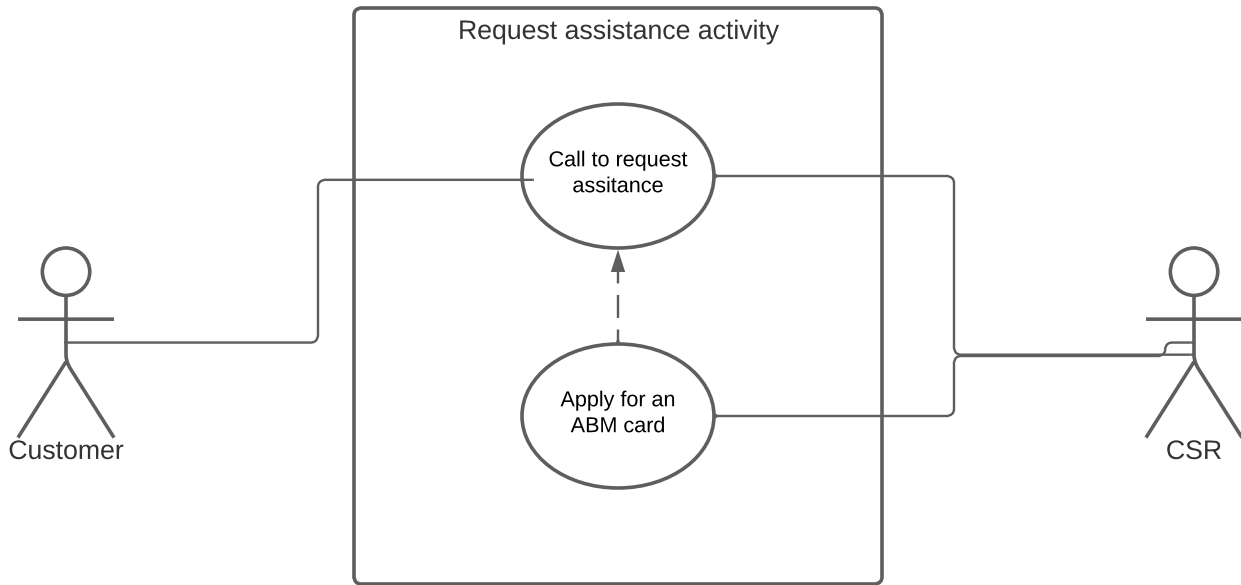 Request assistance activity
Call to request
assitance
Apply for an
ABM card
Customer
CSR